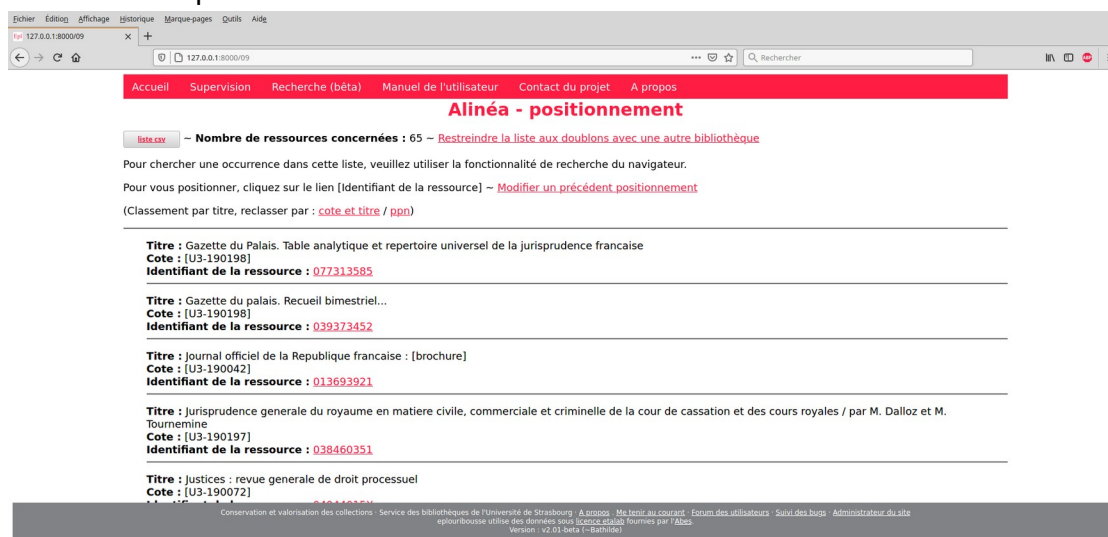 Fichier Édition Affichage Historique Marque-pages Outils Aide
Epl 127.0.0.1:8000/09 × +
127.0.0.1:8000/09 ••• Rechercher ABP
Accueil Supervision Recherche (bêta) Manuel de l'utilisateur Contact du projet A propos
Alinéa - positionnement
liste csv ~ Nombre de ressources concernées : 65 ~ Restreindre la liste aux doublons avec une autre bibliothèque
Pour chercher une occurrence dans cette liste, veuillez utiliser la fonctionnalité de recherche du navigateur.
Pour vous positionner, cliquez sur le lien [Identifiant de la ressource] ~ Modifier un précédent positionnement
(Classement par titre, reclasser par : cote et titre / ppn)
Titre : Gazette du Palais. Table analytique et repertoire universel de la jurisprudence francaise
Cote : [U3-190198]
Identifiant de la ressource : 077313585
Titre : Gazette du palais. Recueil bimestriel...
Cote : [U3-190198]
Identifiant de la ressource : 039373452
Titre : Journal officiel de la Republique francaise : [brochure]
Cote : [U3-190042]
Identifiant de la ressource : 013693921
Titre : Jurisprudence generale du royaume en matiere civile, commerciale et criminelle de la cour de cassation et des cours royales / par M. Dalloz et M.
Tournemine
Cote : [U3-190197]
Identifiant de la ressource : 038460351
Titre : Justices : revue generale de droit processuel
Cote : [U3-190072]
Conservation et valorisation des collections - Service des bibliothèques de l'Université de Strasbourg - A propos . Me tenir au courant - Forum des utilisateurs - Suivi des bugs - Administrateur du site
eplouribousse utilise des données sous licence etalab fournies par l'Abes.
Version : v2.01-beta (~Bathilde)